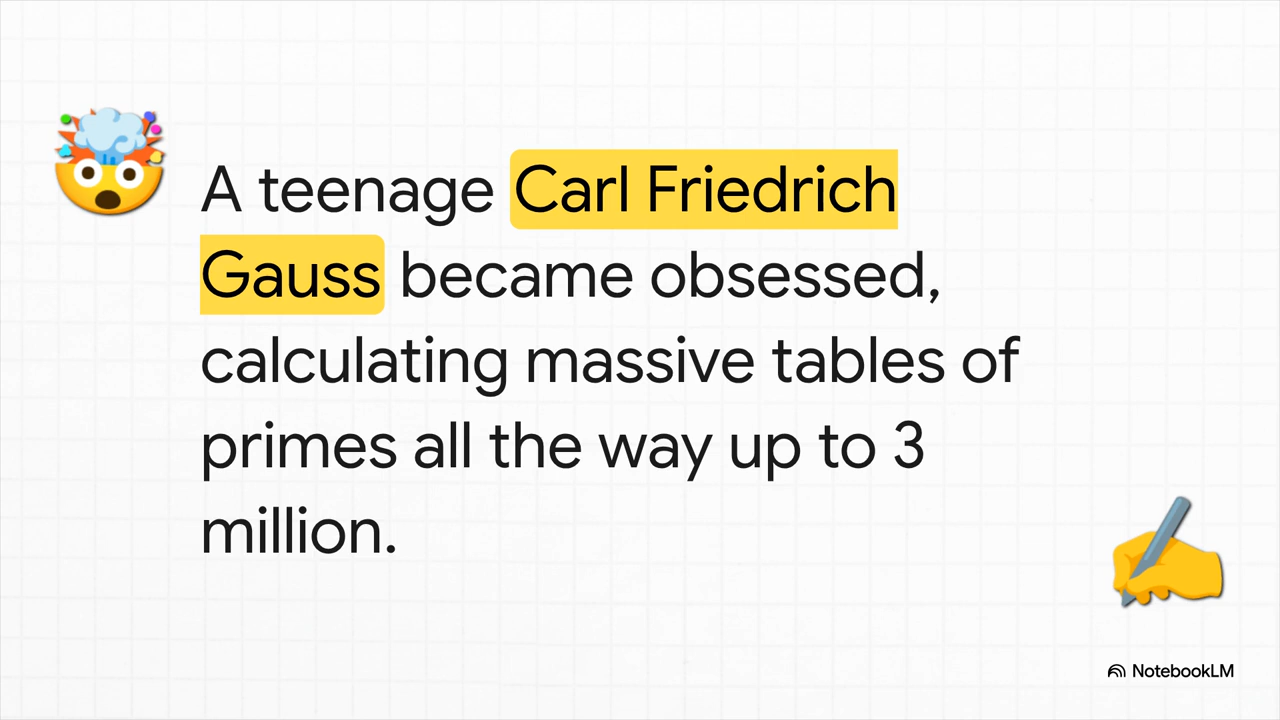 A teenage Carl Friedrich
Gauss became obsessed,
calculating massive tables of
primes all the way up to 3
million.
NotebookLM